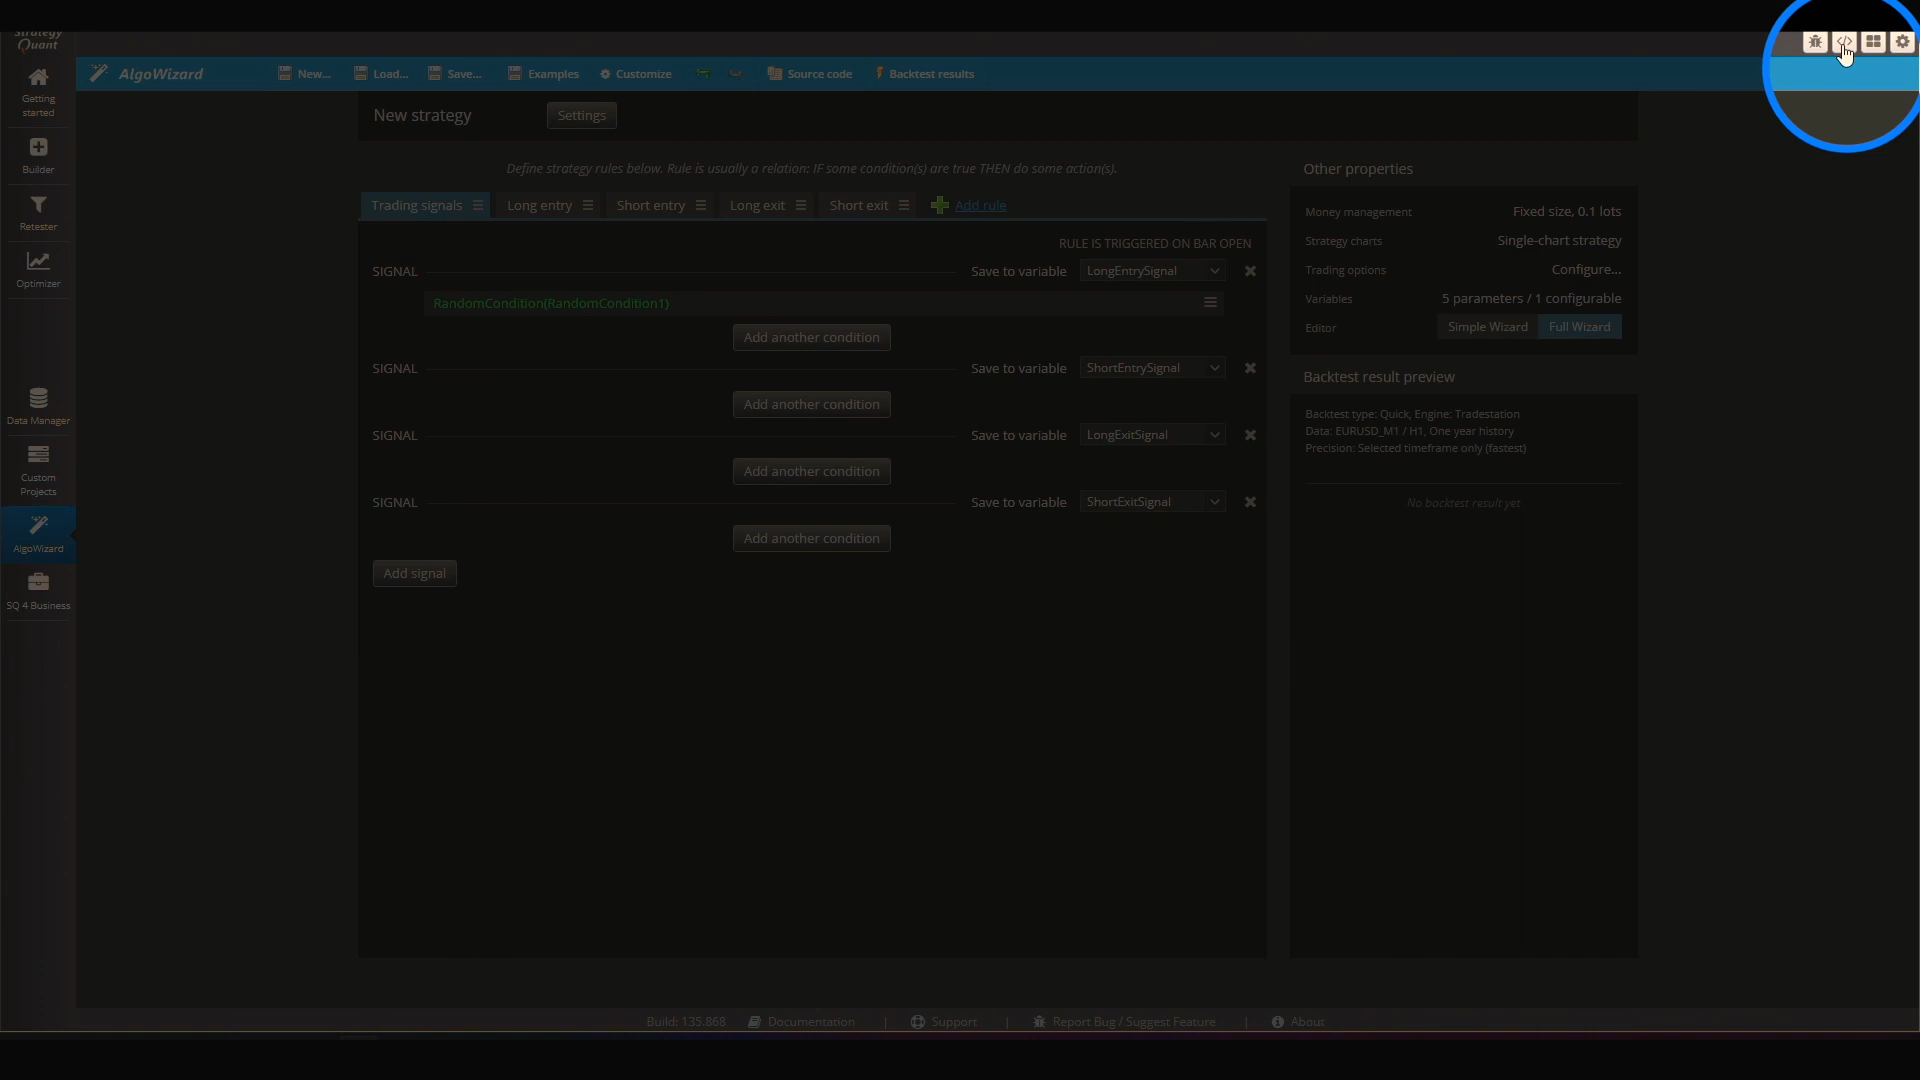 Strategy
Quant
Getting
started
Builder
Retester
Optimizer
Data Manager
Custom
Projects
AlgoWizard
SQ 4 Business
AlgoWizard
New...
Load...
Save...
Examples
Customize
Source code
Backtest results
New strategy
Settings
Define strategy rules below. Rule is usually a relation: IF some condition(s) are true THEN do some action(s).
Trading signals
Long entry
Short entry
Long exit
Short exit
Add rule
RULE IS TRIGGERED ON BAR OPEN
SIGNAL
Save to variable
LongEntrySignal
RandomCondition(RandomCondition1)
Add another condition
SIGNAL
Save to variable
ShortEntrySignal
Add another condition
SIGNAL
Save to variable
LongExitSignal
Add another condition
SIGNAL
Save to variable
ShortExitSignal
Add another condition
Add signal
Other properties
Money management
Fixed size, 0.1 lots
Strategy charts
Single-chart strategy
Trading options
Configure...
Variables
5 parameters / 1 configurable
Editor
Simple Wizard
Full Wizard
Backtest result preview
Backtest type: Quick, Engine: Tradestation
Data: EURUSD_M1 / H1, One year history
Precision: Selected timeframe only (fastest)
No backtest result yet
Build: 135.868
Documentation
|
Support
|
Report Bug / Suggest Feature
|
About